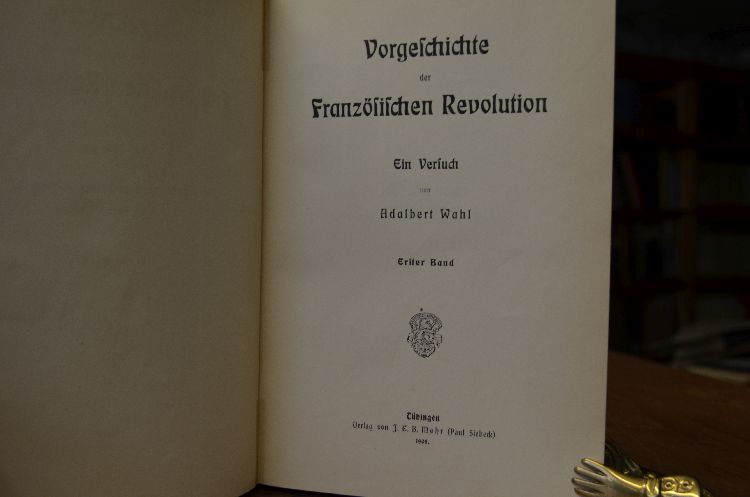 Vorgeſchichte
der
Franzöſiſchen Revolution
Ein Verſuch
von
Adalbert Wahl
Erſter Band
Tübingen
Verlag von J. C. B. Mohr (Paul Siebeck)